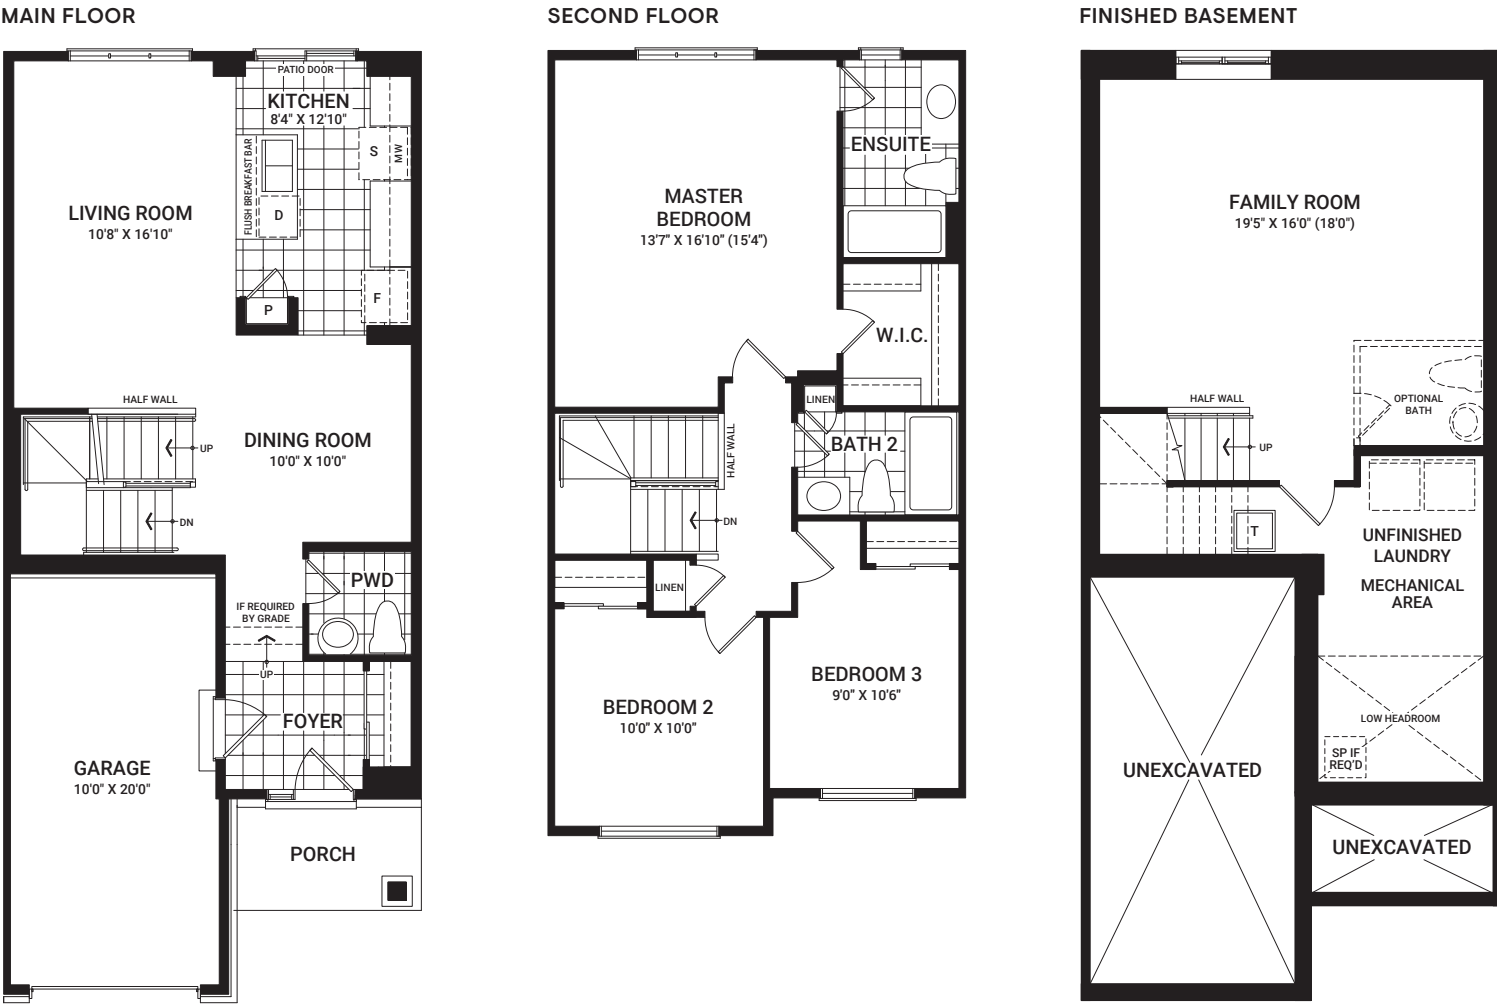 MAIN FLOOR
PATIO DOOR
KITCHEN
8'4" X 12'10"
FLUSH BREAKFAST BAR
S
MW
D
LIVING ROOM
10'8" X 16'10"
F
P
HALF WALL
UP
DINING ROOM
10'0" X 10'0"
DN
PWD
IF REQUIRED
BY GRADE
UP
FOYER
GARAGE
10'0" X 20'0"
PORCH
SECOND FLOOR
ENSUITE
MASTER
BEDROOM
13'7" X 16'10" (15'4")
W.I.C.
LINEN
HALF WALL
BATH 2
DN
LINEN
BEDROOM 3
9'0" X 10'6"
BEDROOM 2
10'0" X 10'0"
FINISHED BASEMENT
FAMILY ROOM
19'5" X 16'0" (18'0")
HALF WALL
OPTIONAL
BATH
UP
T
UNFINISHED
LAUNDRY
MECHANICAL
AREA
LOW HEADROOM
SP IF
REQ'D
UNEXCAVATED
UNEXCAVATED